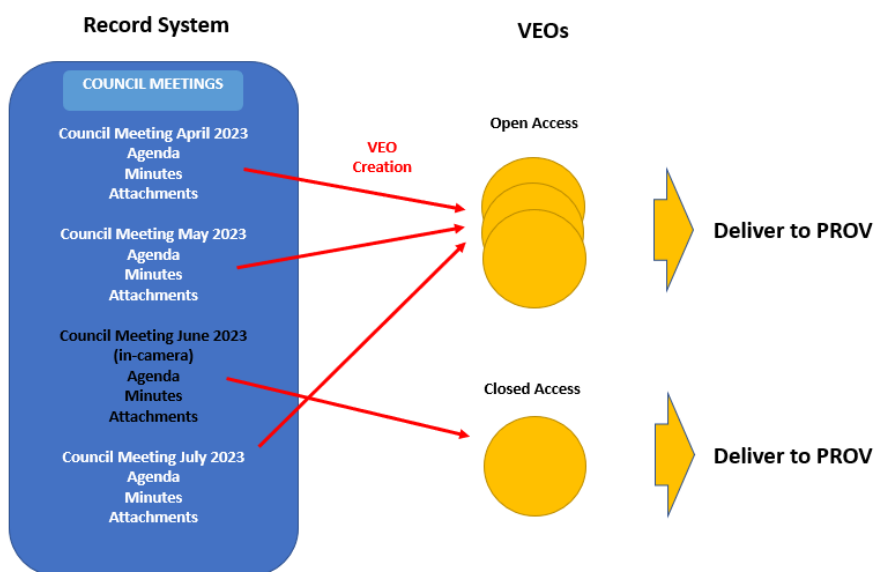 Record System
VEOs
COUNCIL MEETINGS
Council Meeting April 2023
Agenda
Minutes
Attachments
Council Meeting May 2023
Agenda
Minutes
Attachments
Council Meeting June 2023
(in-camera)
Agenda
Minutes
Attachments
Council Meeting July 2023
Agenda
Minutes
Attachments
VEO
Creation
Open Access
Deliver to PROV
Closed Access
Deliver to PROV